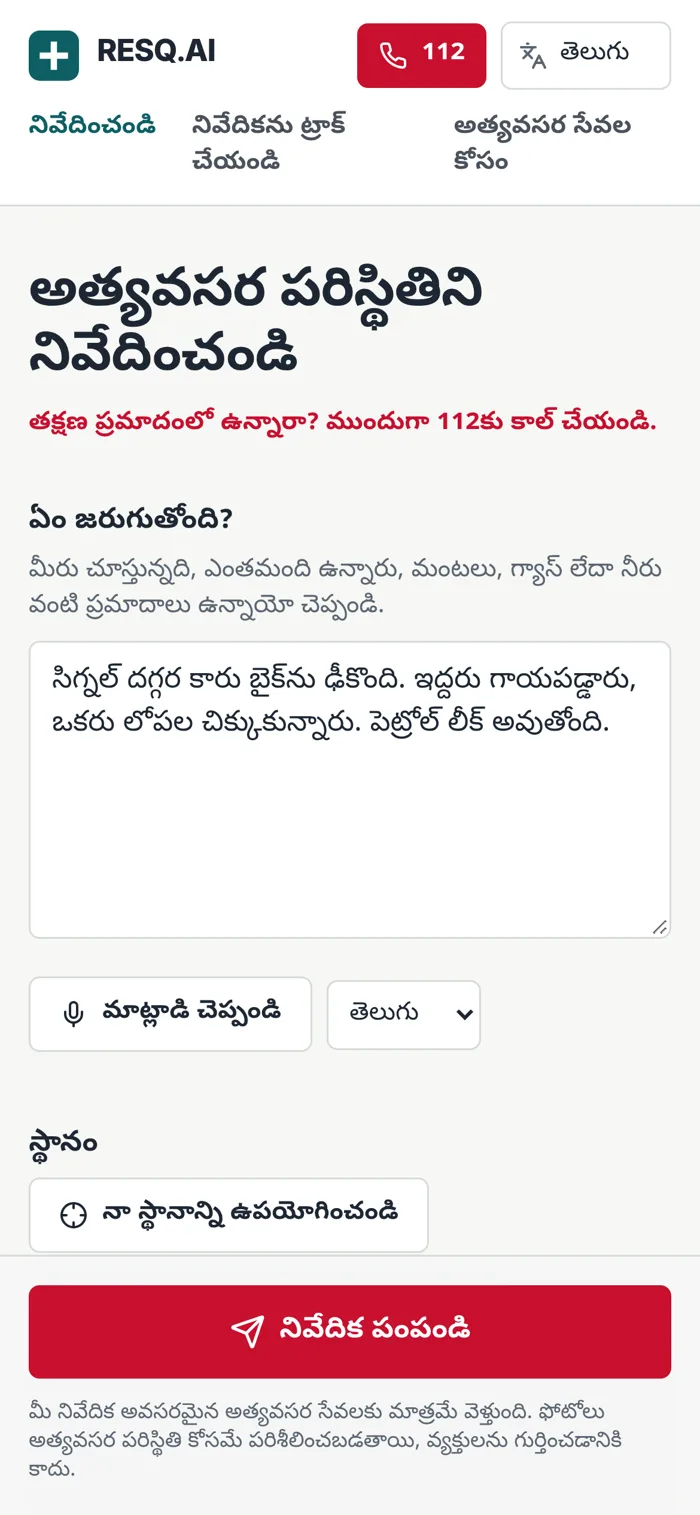 RESQ.AI
112
తెలుగు
నివేదించండి
నివేదికను ట్రాక్
చేయండి
అత్యవసర సేవల
కోసం
అత్యవసర పరిస్థితిని
నివేదించండి
తక్షణ ప్రమాదంలో ఉన్నారా? ముందుగా 112కు కాల్ చేయండి.
ఏం జరుగుతోంది?
మీరు చూస్తున్నది, ఎంతమంది ఉన్నారు, మంటలు, గ్యాస్ లేదా నీరు
వంటి ప్రమాదాలు ఉన్నాయో చెప్పండి.
సిగ్నల్ దగ్గర కారు బైక్‌ను ఢీకొంది. ఇద్దరు గాయపడ్డారు,
ఒకరు లోపల చిక్కుకున్నారు. పెట్రోల్ లీక్ అవుతోంది.
మాట్లాడి చెప్పండి
తెలుగు
స్థానం
నా స్థానాన్ని ఉపయోగించండి
నివేదిక పంపండి
మీ నివేదిక అవసరమైన అత్యవసర సేవలకు మాత్రమే వెళ్తుంది. ఫోటోలు
అత్యవసర పరిస్థితి కోసమే పరిశీలించబడతాయి, వ్యక్తులను గుర్తించడానికి
కాదు.